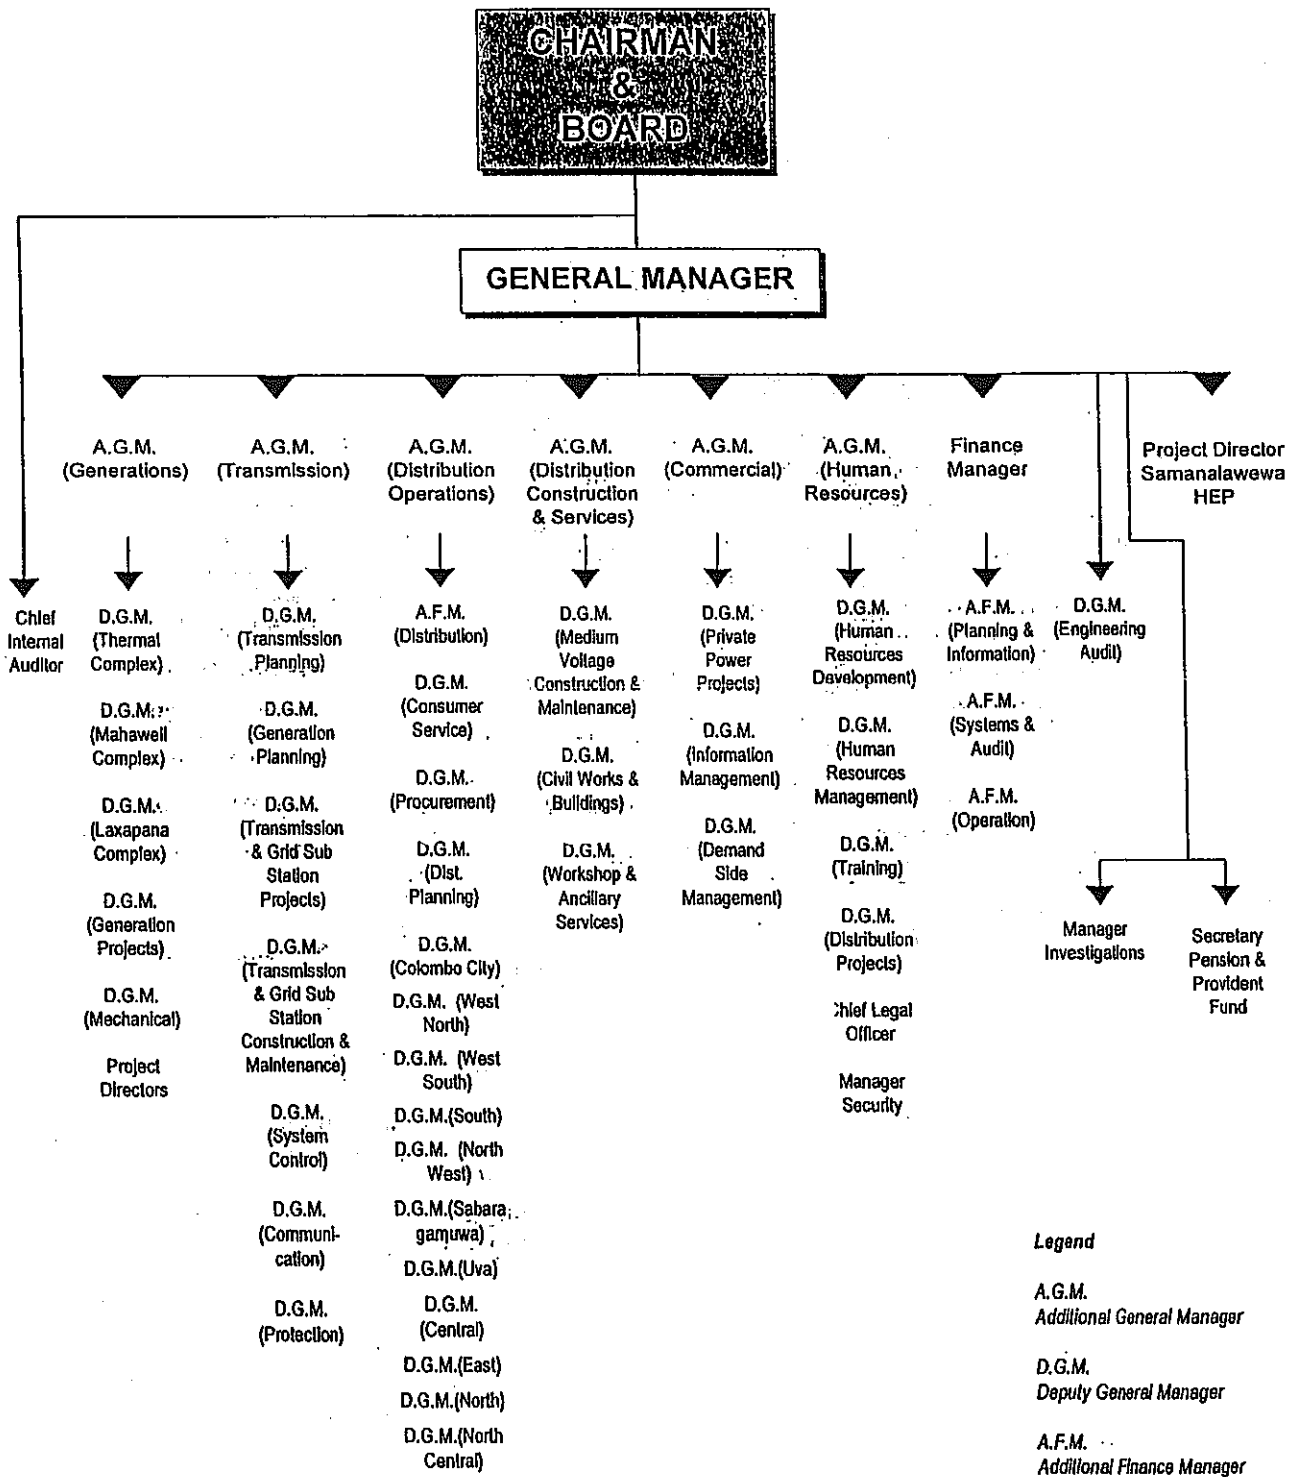 CHAIRMAN
&
BOARD
GENERAL MANAGER
A.G.M.
(Generations)
A.G.M.
(Transmission)
A.G.M.
(Distribution
Operations)
A.G.M.
(Distribution
Construction
& Services)
A.G.M.
(Commercial)
A.G.M.
(Human
Resources)
Finance
Manager
Project Director
Samanalawewa
HEP
Chief
Internal
Auditor
D.G.M.
(Thermal
Complex)
D.G.M.
(Mahaweli
Complex)
D.G.M.
(Laxapana
Complex)
D.G.M.
(Generation
Projects)
D.G.M.
(Mechanical)
Project
Directors
D.G.M.
(Transmission
Planning)
D.G.M.
(Generation
Planning)
D.G.M.
(Transmission
& Grid Sub
Station
Projects)
D.G.M.
(Transmission
& Grid Sub
Station
Construction &
Maintenance)
D.G.M.
(System
Control)
D.G.M.
(Communi-
cation)
D.G.M.
(Protection)
A.F.M.
(Distribution)
D.G.M.
(Consumer
Service)
D.G.M.
(Procurement)
D.G.M.
(Dist.
Planning)
D.G.M.
(Colombo City)
D.G.M. (West
North)
D.G.M. (West
South)
D.G.M.(South)
D.G.M. (North
West)
D.G.M.(Sabara
gamuwa)
D.G.M.(Uva)
D.G.M.
(Central)
D.G.M.(East)
D.G.M.(North)
D.G.M.(North
Central)
D.G.M.
(Medium
Voltage
Construction &
Maintenance)
D.G.M.
(Civil Works &
Buildings)
D.G.M.
(Workshop &
Ancillary
Services)
D.G.M.
(Private
Power
Projects)
D.G.M.
(Information
Management)
D.G.M.
(Demand
Side
Management)
D.G.M.
(Human
Resources
Development)
D.G.M.
(Human
Resources
Management)
D.G.M.
(Training)
D.G.M.
(Distribution
Projects)
Chief Legal
Officer
Manager
Security
A.F.M.
(Planning &
Information)
A.F.M.
(Systems &
Audit)
A.F.M.
(Operation)
D.G.M.
(Engineering
Audit)
Manager
Investigations
Secretary
Pension &
Provident
Fund
Legend
A.G.M.
Additional General Manager
D.G.M.
Deputy General Manager
A.F.M.
Additional Finance Manager